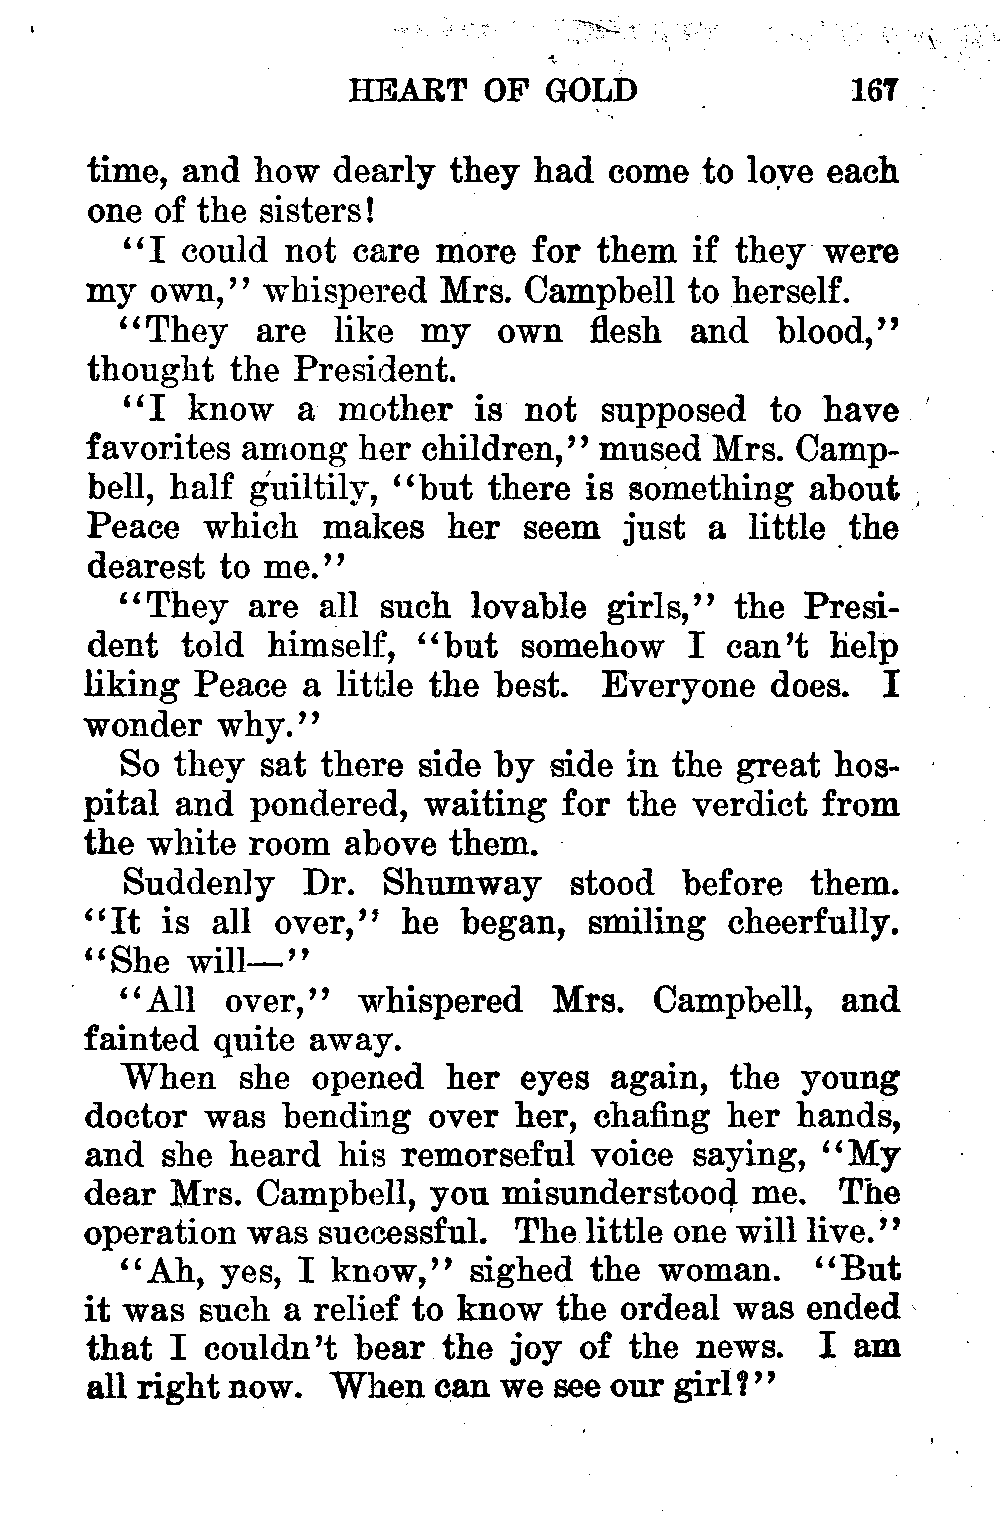 HEART OF GOLD 167
time, and how dearly they had come to love each
one of the sisters!
"I could not care more for them if they were
my own," whispered Mrs. Campbell to herself.
"They are like my own flesh and blood,"
thought the President.
"I know a mother is not supposed to have
favorites among her children," mused Mrs. Camp-
bell, half guiltily, "but there is something about
Peace which makes her seem just a little the
dearest to me."
"They are all such lovable girls," the Presi-
dent told himself, "but somehow I can't help
liking Peace a little the best. Everyone does. I
wonder why."
So they sat there side by side in the great hos-
pital and pondered, waiting for the verdict from
the white room above them.
Suddenly Dr. Shumway stood before them.
"It is all over," he began, smiling cheerfully.
"She will—"
"All over," whispered Mrs. Campbell, and
fainted quite away.
When she opened her eyes again, the young
doctor was bending over her, chafing her hands,
and she heard his remorseful voice saying, "My
dear Mrs. Campbell, you misunderstood me. The
operation was successful. The little one will live."
"Ah, yes, I know," sighed the woman. "But
it was such a relief to know the ordeal was ended
that I couldn't bear the joy of the news. I am
all right now. When can we see our girl?"